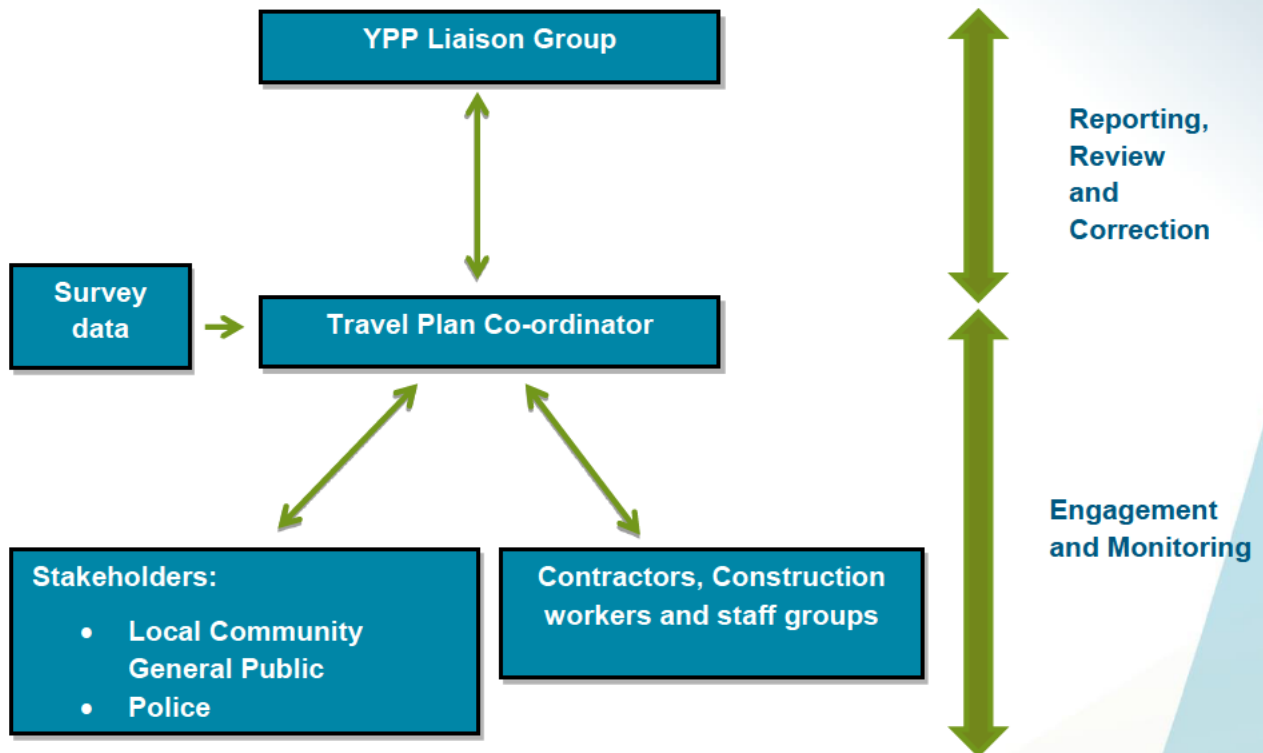 YPP Liaison Group
Reporting,
Review
and
Correction
Survey
data
Travel Plan Co-ordinator
Engagement
and Monitoring
Stakeholders:
• Local Community
General Public
• Police
Contractors, Construction
workers and staff groups